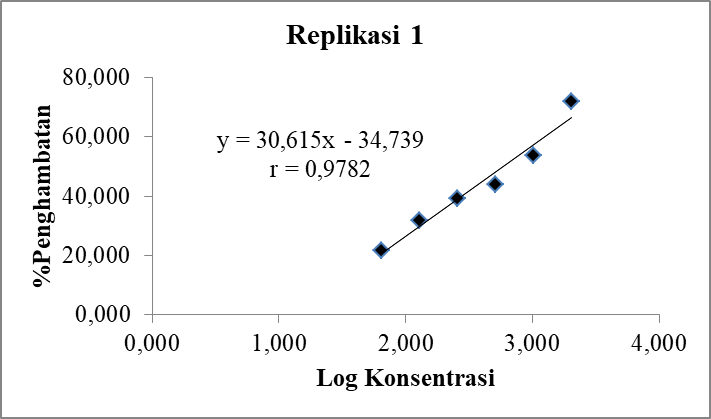 Replikasi 1
80,000
60,000
40,000
20,000
0,000
%Penghambatan
y = 30,615x - 34,739
r = 0,9782
0,000 1,000 2,000 3,000 4,000
Log Konsentrasi